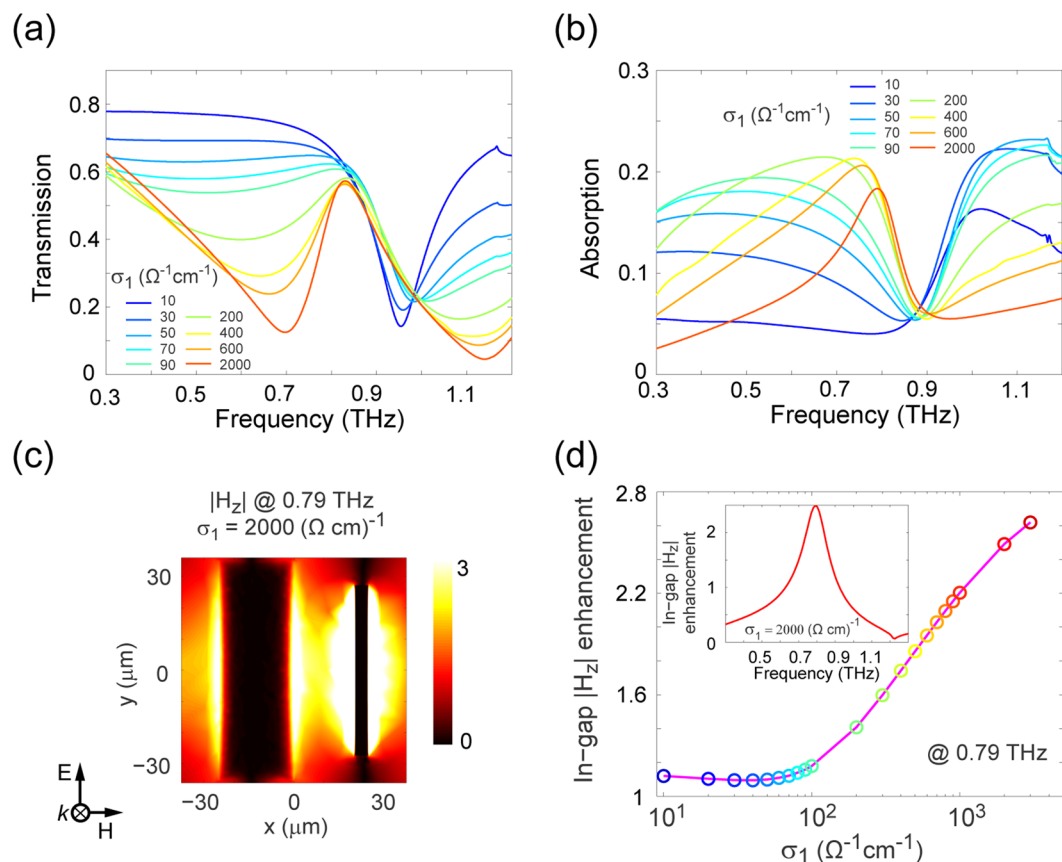 (a)
Transmission
0.8
0.6
0.4
0.2
0
σ₁ (Ω⁻¹cm⁻¹)
10
30
50
70
90
200
400
600
2000
0.3 0.5 0.7 0.9 1.1
Frequency (THz)
(b)
Absorption
0.3
0.2
0.1
0
σ₁ (Ω⁻¹cm⁻¹)
10
30
50
70
90
200
400
600
2000
0.3 0.5 0.7 0.9 1.1
Frequency (THz)
(c)
|H_z| @ 0.79 THz
σ₁ = 2000 (Ω cm)⁻¹
y (μm)
30
0
−30
−30 0 30
x (μm)
3
0
E
k
H
(d)
In−gap |H_z| enhancement
2.8
2.2
1.6
1
In−gap |H_z|
enhancement
2
1
0
σ₁ = 2000 (Ω cm)⁻¹
0.5 0.7 0.9 1.1
Frequency (THz)
@ 0.79 THz
10¹ 10² 10³
σ₁ (Ω⁻¹cm⁻¹)